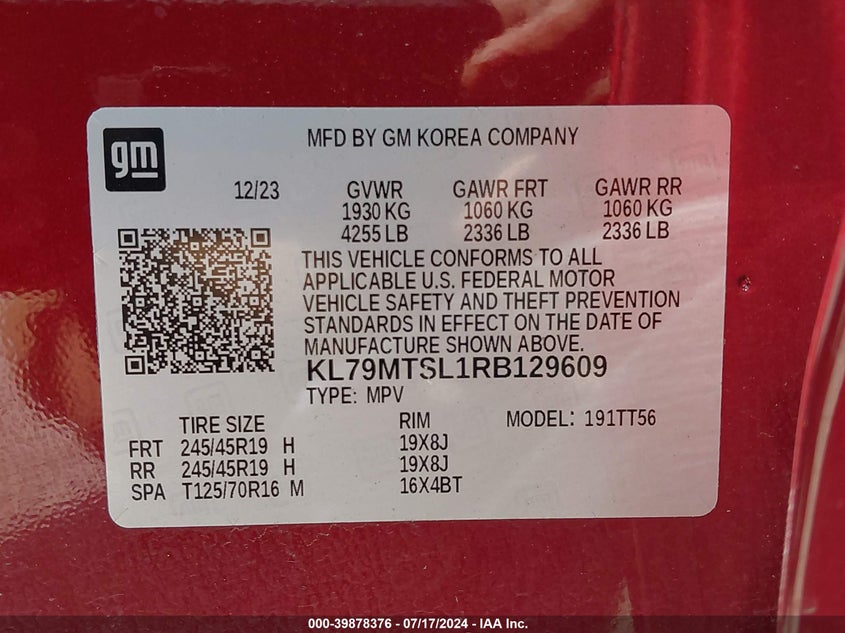 gm
MFD BY GM KOREA COMPANY
12/23 GVWR GAWR FRT GAWR RR
1930 KG 1060 KG 1060 KG
4255 LB 2336 LB 2336 LB
THIS VEHICLE CONFORMS TO ALL
APPLICABLE U.S. FEDERAL MOTOR
VEHICLE SAFETY AND THEFT PREVENTION
STANDARDS IN EFFECT ON THE DATE OF
MANUFACTURE SHOWN ABOVE.
KL79MTSL1RB129609
TYPE: MPV
TIRE SIZE RIM MODEL: 191TT56
FRT 245/45R19 H 19X8J
RR 245/45R19 H 19X8J
SPA T125/70R16 M 16X4BT
000-39878376 - 07/17/2024 - IAA Inc.